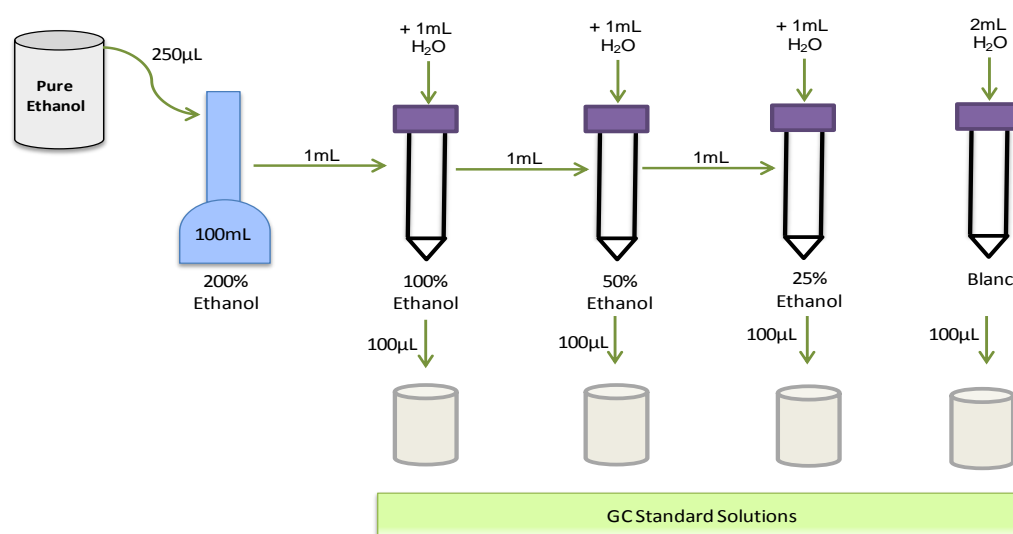 Pure
Ethanol
250µL
100mL
200%
Ethanol
1mL
+ 1mL
H₂O
100%
Ethanol
100µL
1mL
+ 1mL
H₂O
50%
Ethanol
100µL
1mL
+ 1mL
H₂O
25%
Ethanol
100µL
2mL
H₂O
Blanc
100µL
GC Standard Solutions